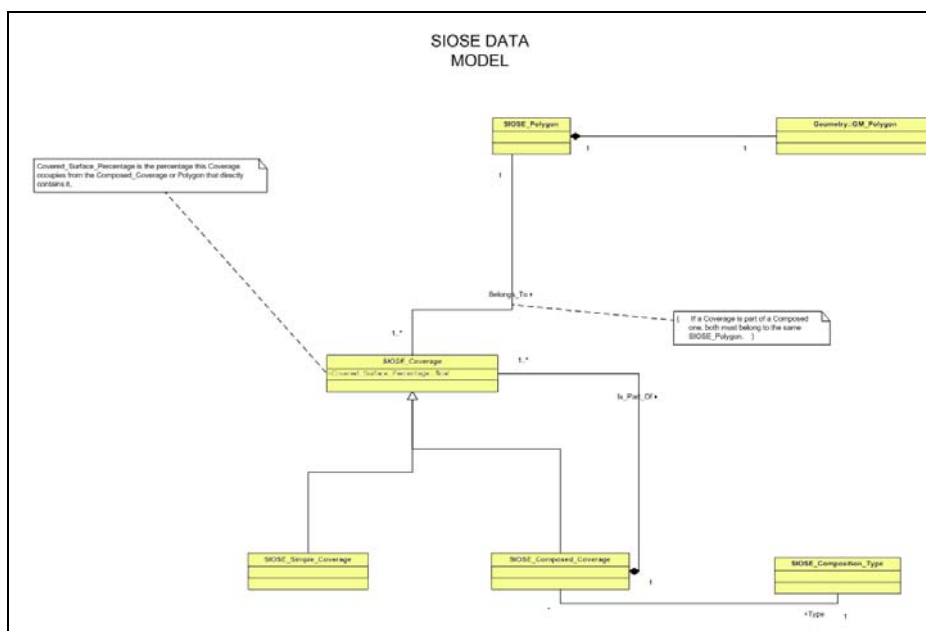 SIOSE DATA
MODEL
SIOSE_Polygon
Geometry::GM_Polygon
1
1
1
Covered_Surface_Percentage is the percentage this Coverage
occupies from the Composed_Coverage or Polygon that directly
contains it.
Belongs_To
{ If a Coverage is part of a Composed
one, both must belong to the same
SIOSE_Polygon. }
1..*
SIOSE_Coverage
1..*
Covered_Surface_Percentage
Is_Part_Of
SIOSE_Simple_Coverage
SIOSE_Composed_Coverage
SIOSE_Composition_Type
1
*
+Type
1